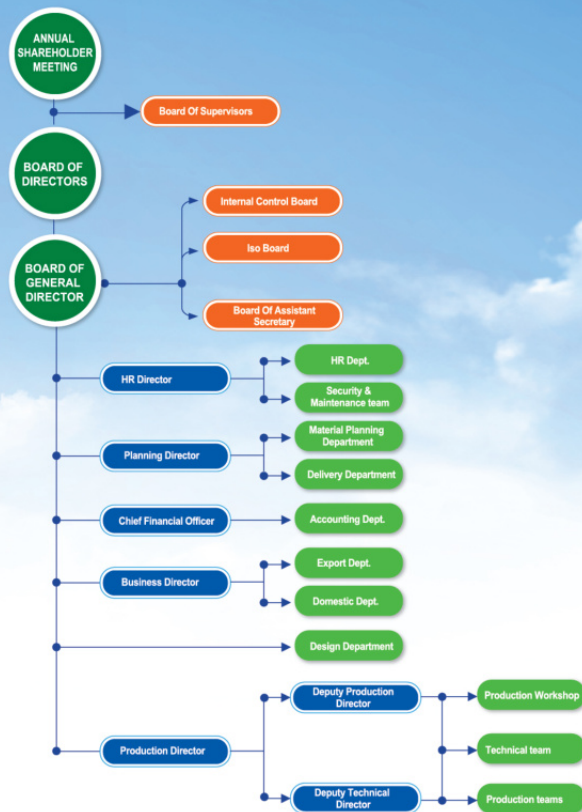 ANNUAL
SHAREHOLDER
MEETING
Board Of Supervisors
BOARD OF
DIRECTORS
Internal Control Board
Iso Board
BOARD OF
GENERAL
DIRECTOR
Board Of Assistant
Secretary
HR Director
HR Dept.
Security &
Maintenance team
Planning Director
Material Planning
Department
Delivery Department
Chief Financial Officer
Accounting Dept.
Business Director
Export Dept.
Domestic Dept.
Design Department
Production Director
Deputy Production
Director
Deputy Technical
Director
Production Workshop
Technical team
Production teams